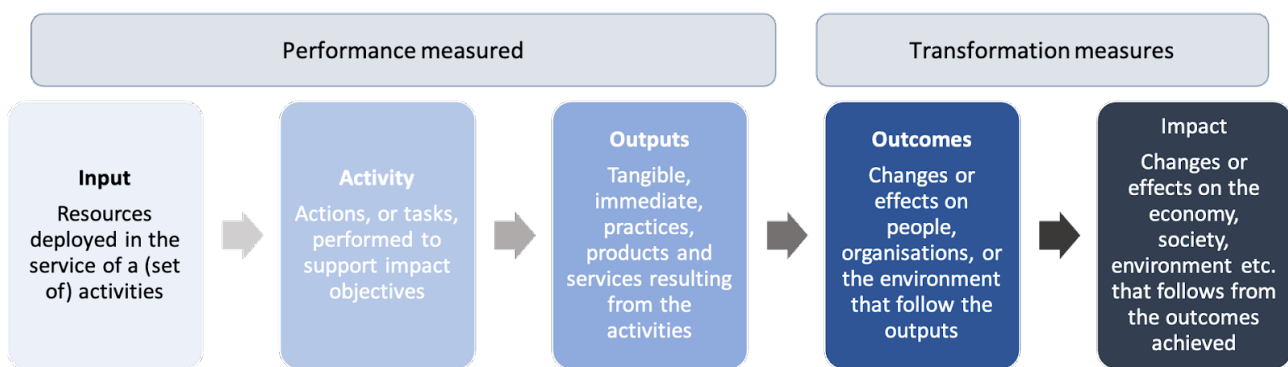 Performance measured
Transformation measures
Input
Resources
deployed in the
service of a (set
of) activities
Activity
Actions, or tasks,
performed to
support impact
objectives
Outputs
Tangible,
immediate,
practices,
products and
services resulting
from the
activities
Outcomes
Changes or
effects on
people,
organisations, or
the environment
that follow the
outputs
Impact
Changes or
effects on the
economy,
society,
environment etc.
that follows from
the outcomes
achieved